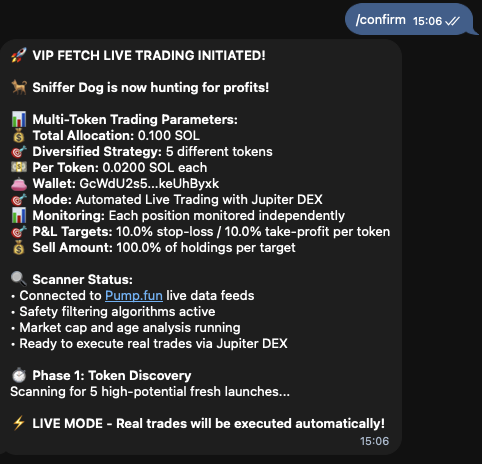 /confirm 15:06
🚀 VIP FETCH LIVE TRADING INITIATED!
🐕 Sniffer Dog is now hunting for profits!
📊 Multi-Token Trading Parameters:
💰 Total Allocation: 0.100 SOL
🎯 Diversified Strategy: 5 different tokens
💵 Per Token: 0.0200 SOL each
👛 Wallet: GcWdU2s5...keUhByxk
🎯 Mode: Automated Live Trading with Jupiter DEX
📊 Monitoring: Each position monitored independently
🎯 P&L Targets: 10.0% stop-loss / 10.0% take-profit per token
💰 Sell Amount: 100.0% of holdings per target
🔍 Scanner Status:
• Connected to Pump.fun live data feeds
• Safety filtering algorithms active
• Market cap and age analysis running
• Ready to execute real trades via Jupiter DEX
⏱️ Phase 1: Token Discovery
Scanning for 5 high-potential fresh launches...
⚡ LIVE MODE - Real trades will be executed automatically!
15:06